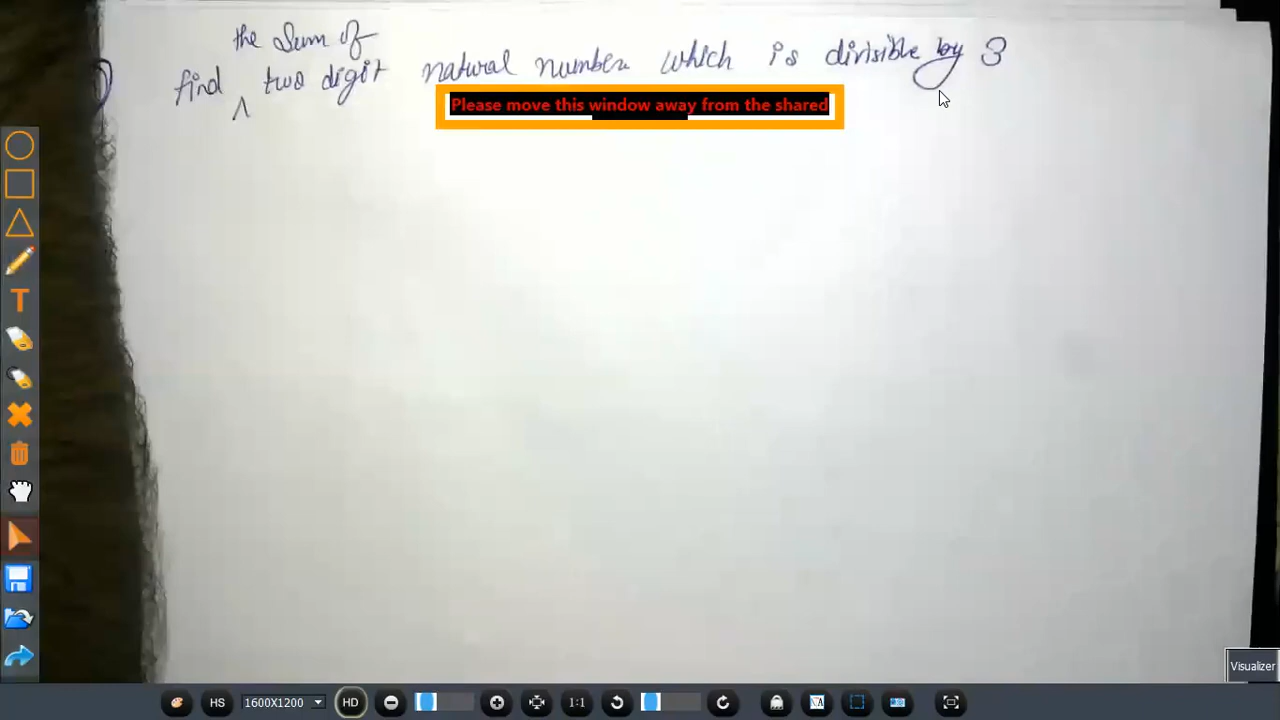 the Sum of
find ^ two digit natural number which is divisible by 3
Please move this window away from the shared
T
Visualizer
HS
1600X1200
HD
1:1
A